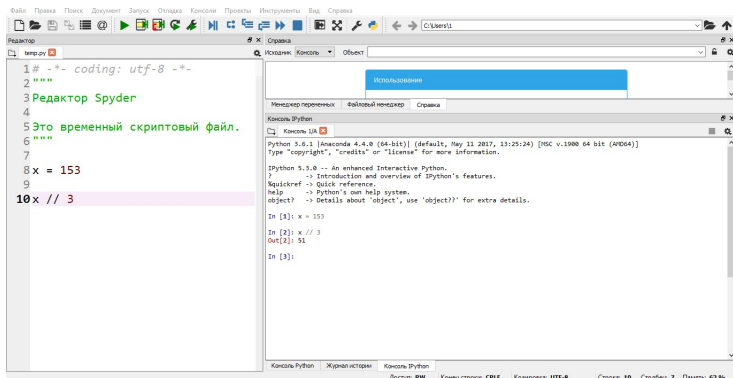 Файл Правка Поиск Документ Запуск Отладка Консоли Проекты Инструменты Вид Справка
C:\Users\1
Редактор
temp.py
1 # -*- coding: utf-8 -*-
2 """
3 Редактор Spyder
4
5 Это временный скриптовый файл.
6 """
7
8 x = 153
9
10 x // 3
Справка
Исходник Консоль Объект
Использование
Менеджер переменных Файловый менеджер Справка
Консоль IPython
Консоль 1/A
Python 3.6.1 |Anaconda 4.4.0 (64-bit)| (default, May 11 2017, 13:25:24) [MSC v.1900 64 bit (AMD64)]
Type "copyright", "credits" or "license" for more information.
IPython 5.3.0 -- An enhanced Interactive Python.
? -> Introduction and overview of IPython's features.
%quickref -> Quick reference.
help -> Python's own help system.
object? -> Details about 'object', use 'object??' for extra details.
In [1]: x = 153
In [2]: x // 3
Out[2]: 51
In [3]:
Консоль Python Журнал истории Консоль IPython
Доступ: RW Конец строки: CRLF Кодировка: UTF-8 Строка: 10 Столбец: 7 Память: 63 %